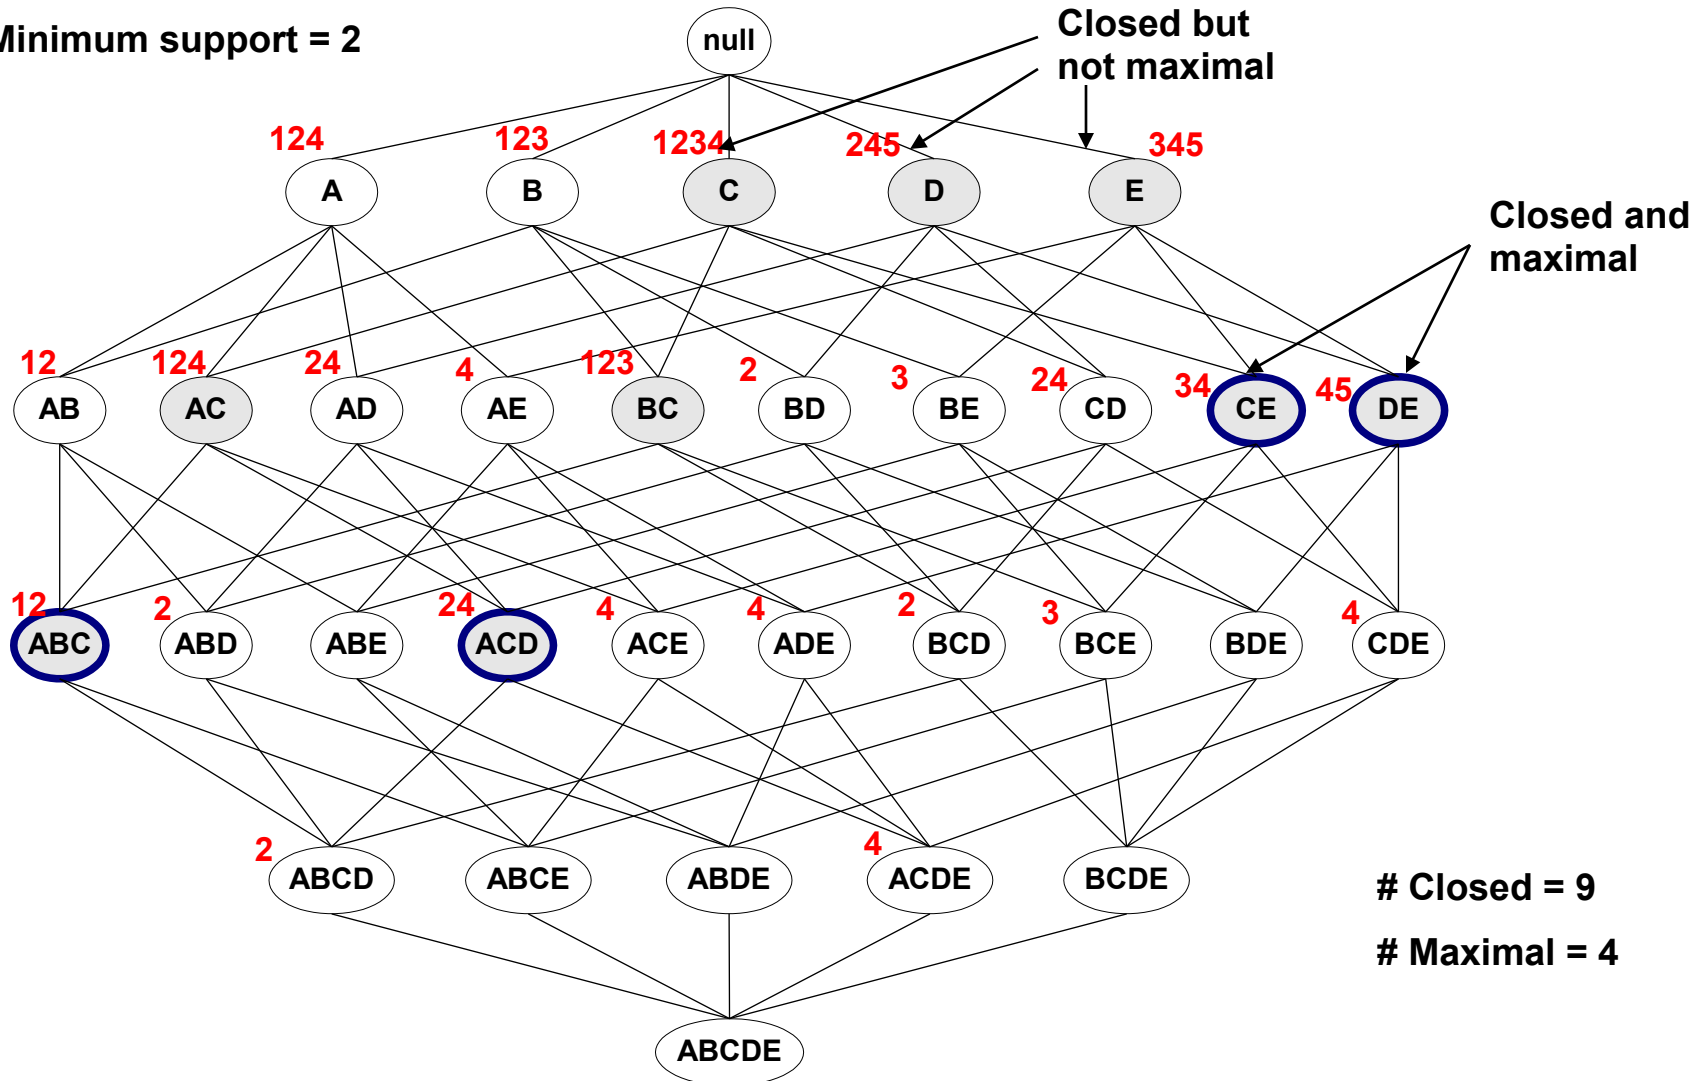 Minimum support = 2
null
Closed but
not maximal
124 123 1234 245 345
A B C D E
Closed and
maximal
12 124 24 4 123 2 3 24 34 45
AB AC AD AE BC BD BE CD CE DE
12 2 24 4 4 2 3 4
ABC ABD ABE ACD ACE ADE BCD BCE BDE CDE
2 4
ABCD ABCE ABDE ACDE BCDE
# Closed = 9
# Maximal = 4
ABCDE